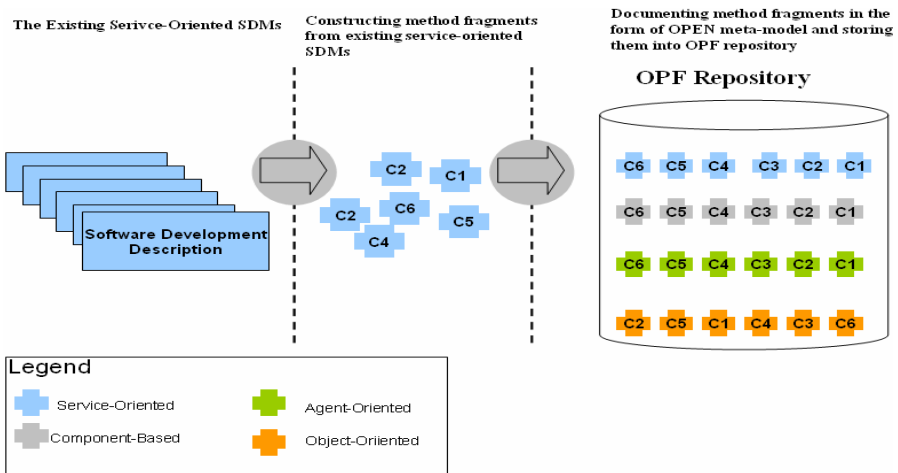 The Existing Serivce-Oriented SDMs
Constructing method fragments
from existing service-oriented
SDMs
Documenting method fragments in the
form of OPEN meta-model and storing
them into OPF repository
OPF Repository
Software Development
Description
C2
C1
C2
C6
C5
C4
C6 C5 C4 C3 C2 C1
C6 C5 C4 C3 C2 C1
C6 C5 C4 C3 C2 C1
C2 C5 C1 C4 C3 C6
Legend
Service-Oriented
Agent-Oriented
Component-Based
Object-Oriiented